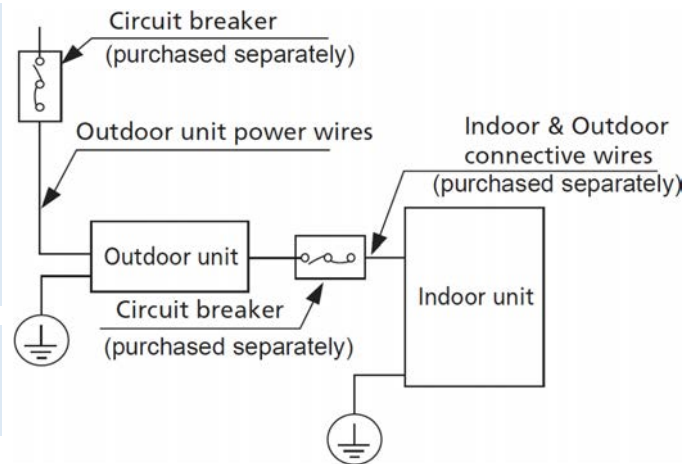 Circuit breaker
(purchased separately)
Outdoor unit power wires
Indoor & Outdoor
connective wires
(purchased separately)
Outdoor unit
Indoor unit
Circuit breaker
(purchased separately)